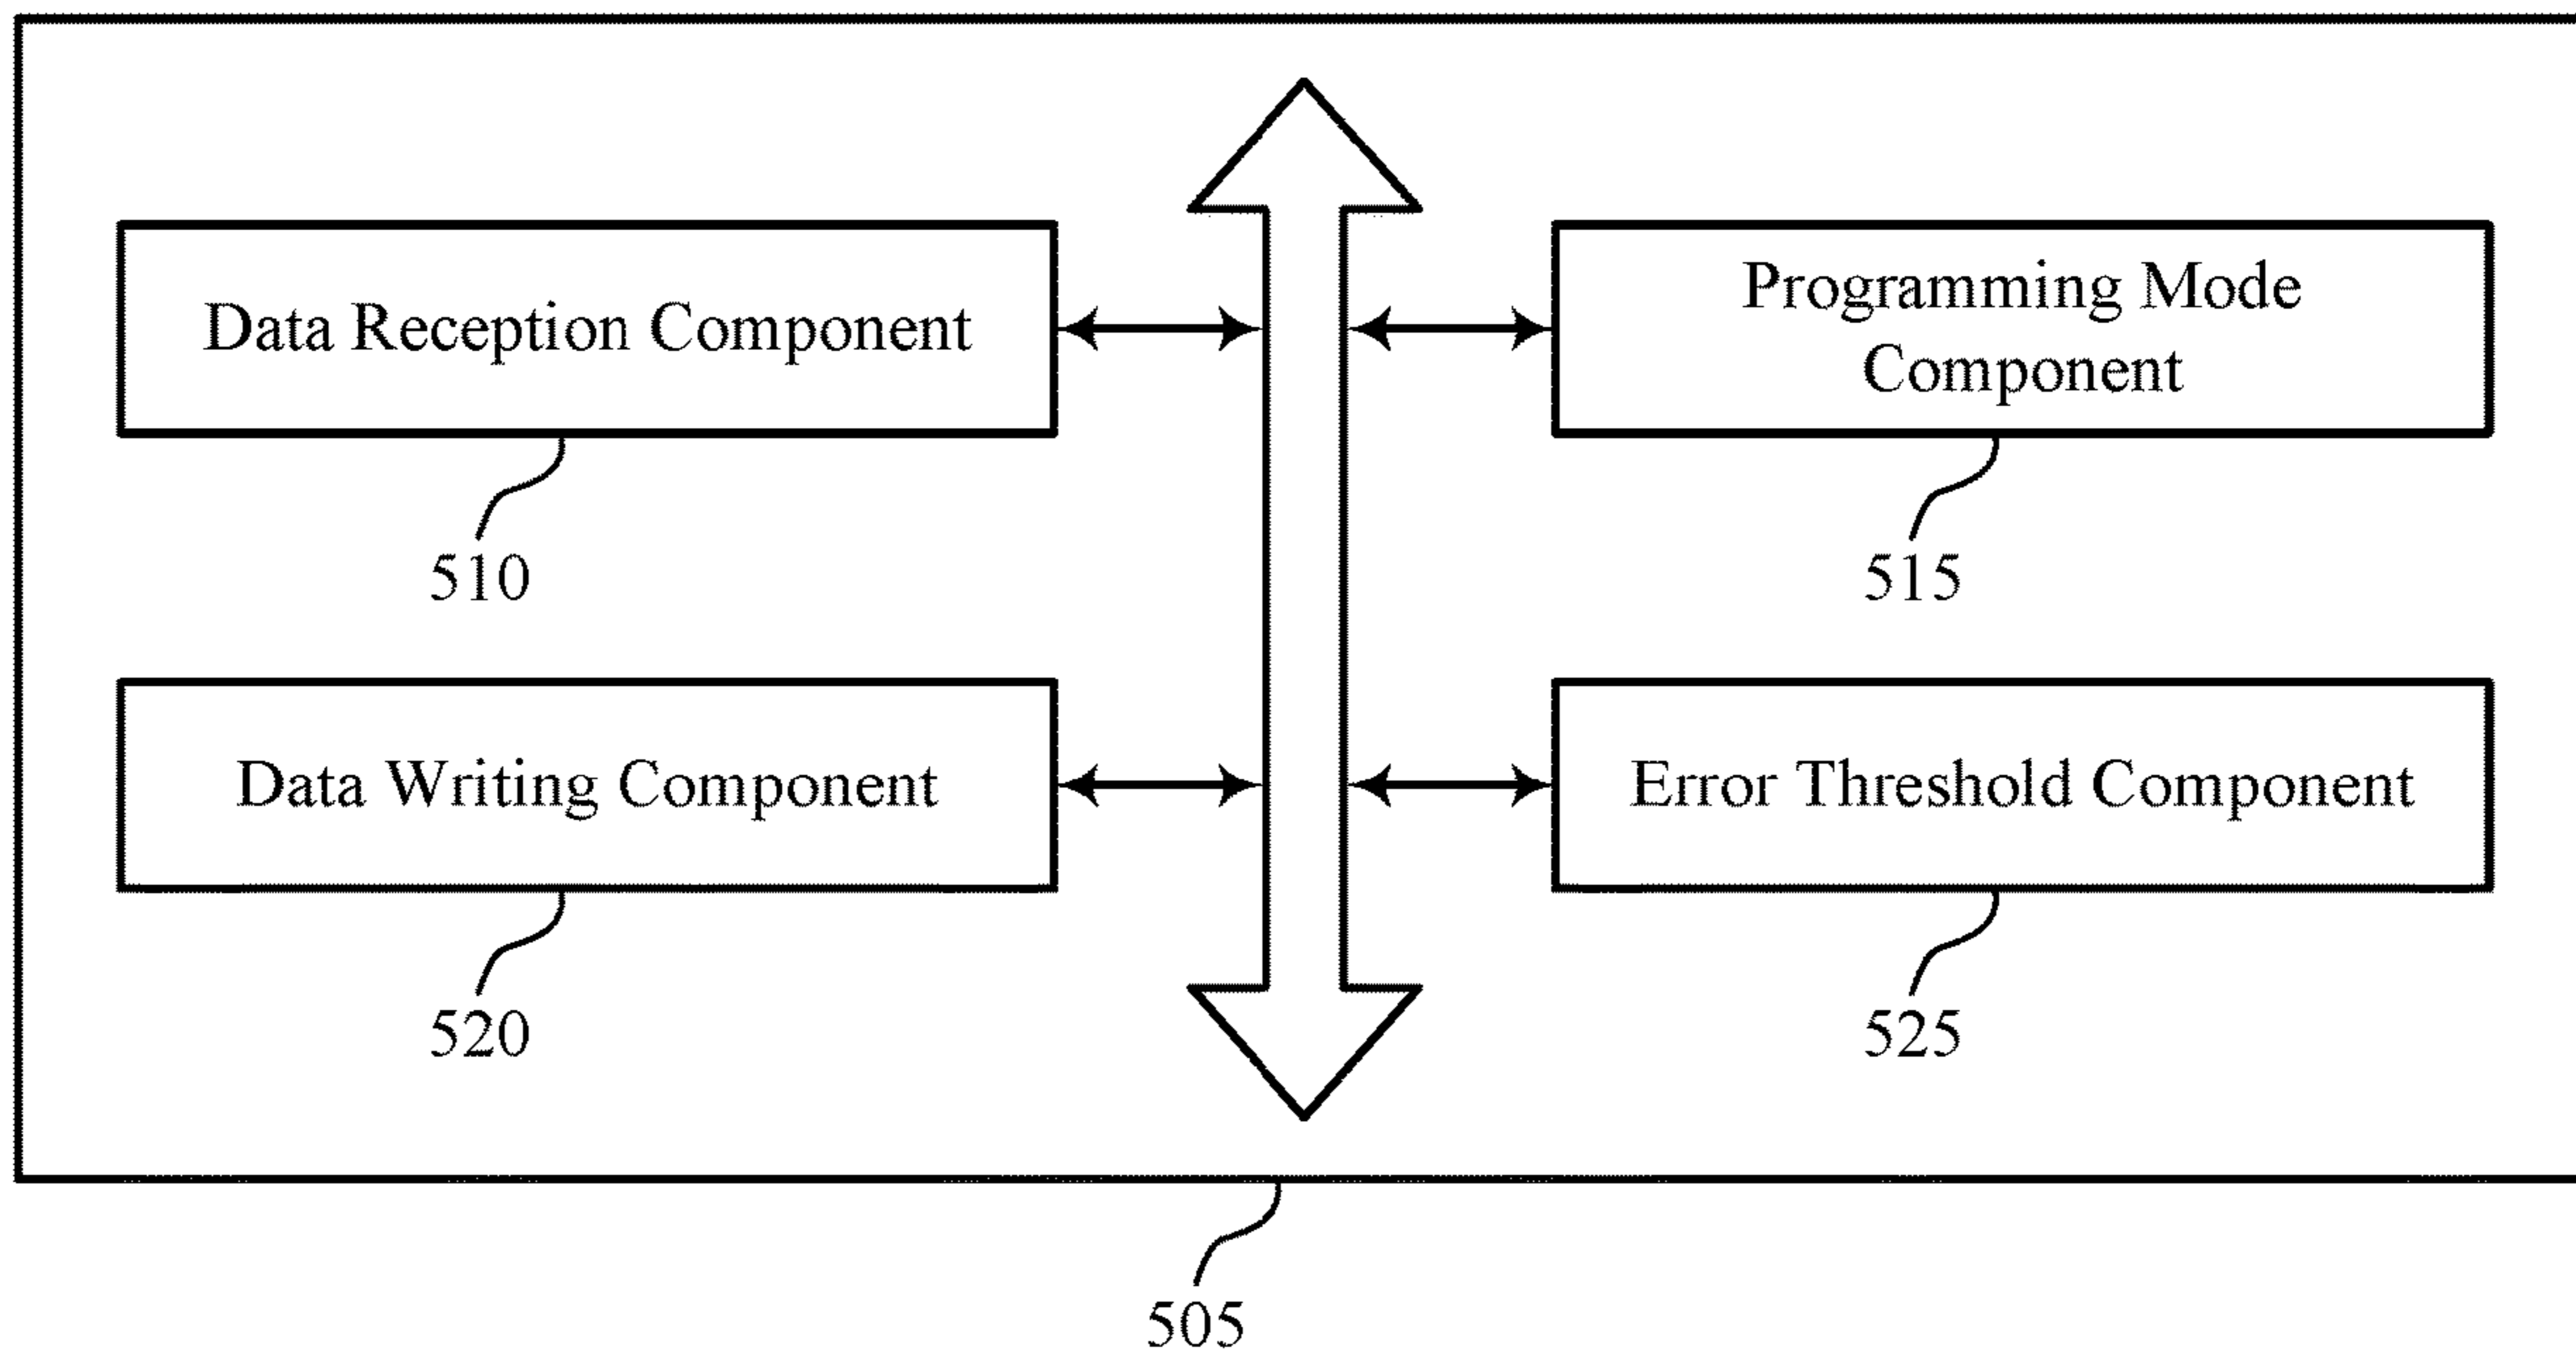 Data Reception Component
510
Programming Mode
Component
515
Data Writing Component
520
Error Threshold Component
525
505